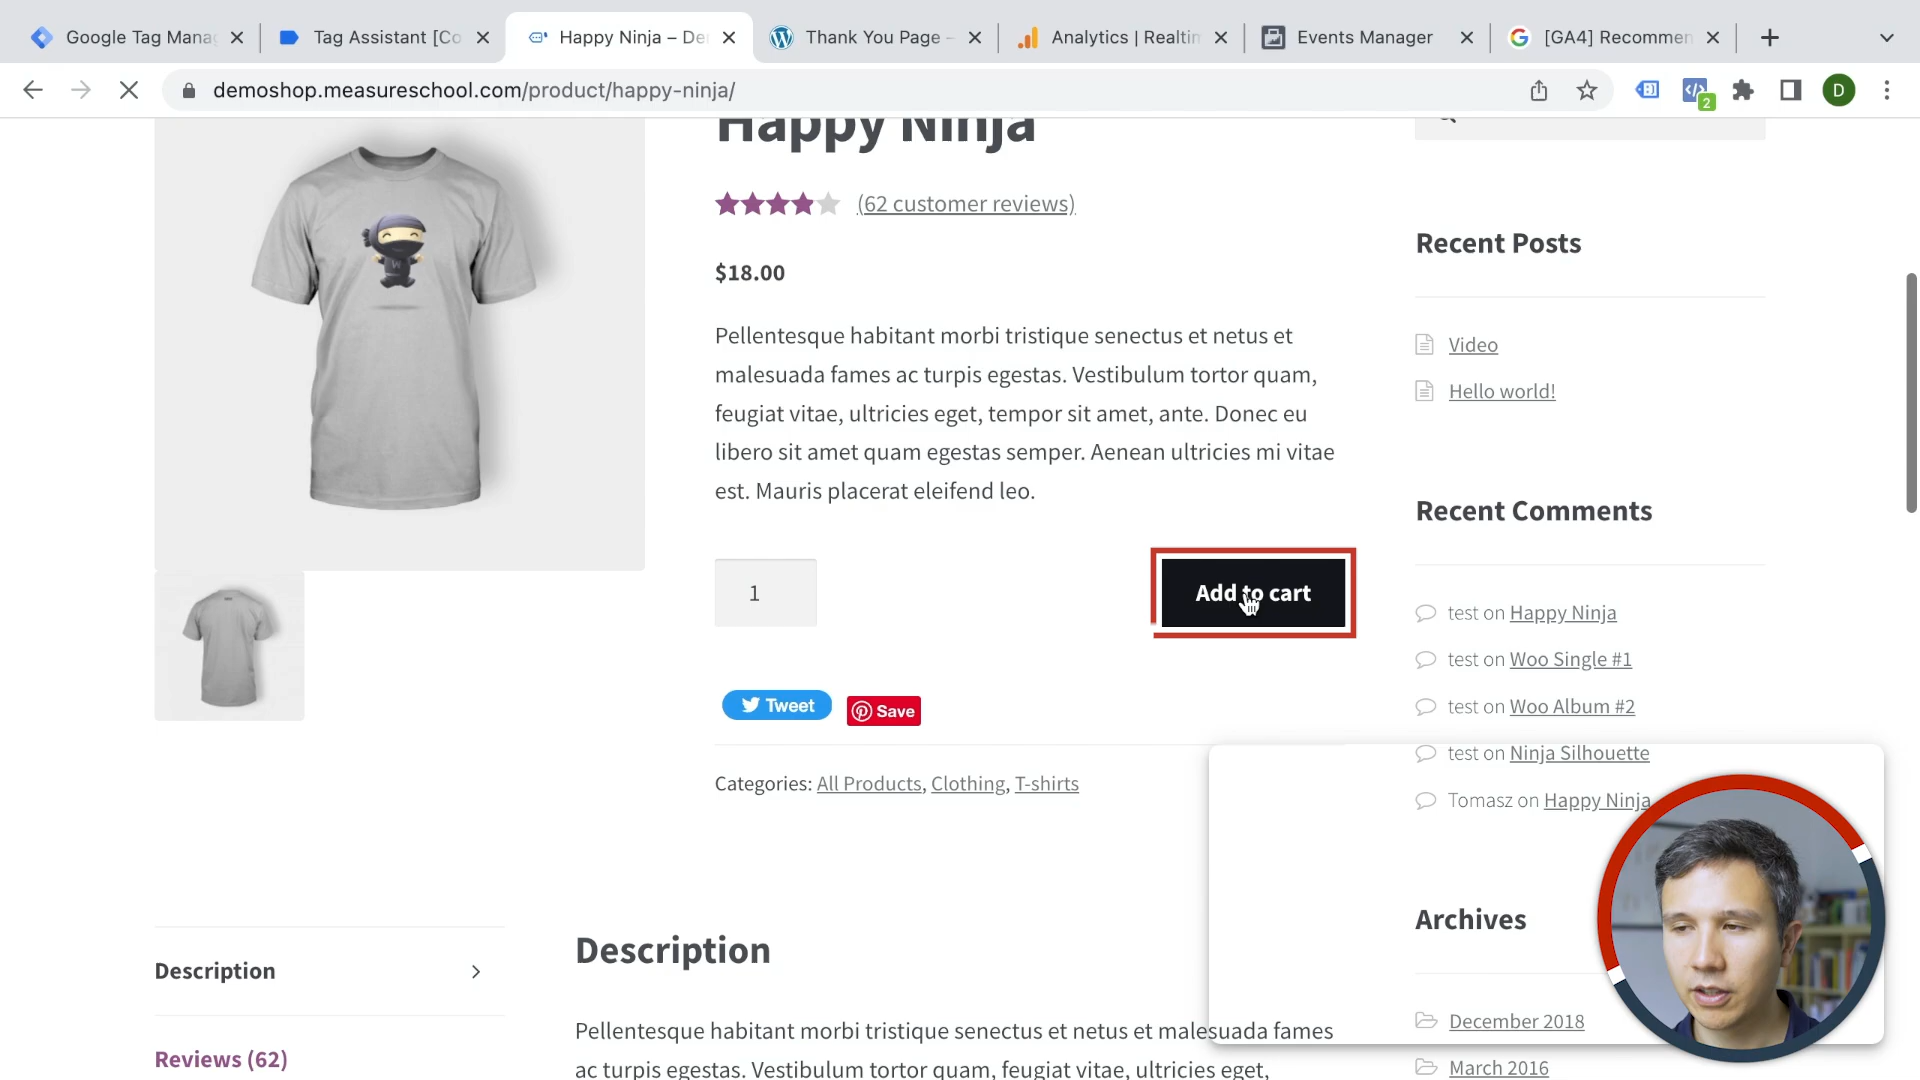 Google Tag Manag
Tag Assistant [Co
Happy Ninja – De
Thank You Page –
Analytics | Realtin
Events Manager
[GA4] Recommen
demoshop.measureschool.com/product/happy-ninja/
2
D
Happy Ninja
(62 customer reviews)
$18.00
Pellentesque habitant morbi tristique senectus et netus et
malesuada fames ac turpis egestas. Vestibulum tortor quam,
feugiat vitae, ultricies eget, tempor sit amet, ante. Donec eu
libero sit amet quam egestas semper. Aenean ultricies mi vitae
est. Mauris placerat eleifend leo.
1
Add to cart
Tweet
Save
Categories: All Products, Clothing, T-shirts
Description
Reviews (62)
Description
Pellentesque habitant morbi tristique senectus et netus et malesuada fames
ac turpis egestas. Vestibulum tortor quam, feugiat vitae, ultricies eget,
Recent Posts
Video
Hello world!
Recent Comments
test on Happy Ninja
test on Woo Single #1
test on Woo Album #2
test on Ninja Silhouette
Tomasz on Happy Ninja
Archives
December 2018
March 2016